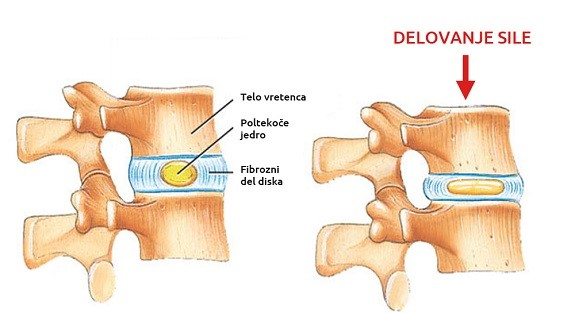 DELOVANJE SILE
Telo vretenca
Poltekoče
jedro
Fibrozni
del diska